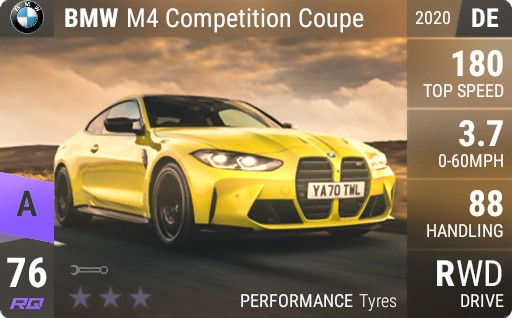 BMW M4 Competition Coupe
2020 DE
180
TOP SPEED
3.7
0-60MPH
88
HANDLING
RWD
DRIVE
A
76
RQ
YA70 TWL
PERFORMANCE Tyres